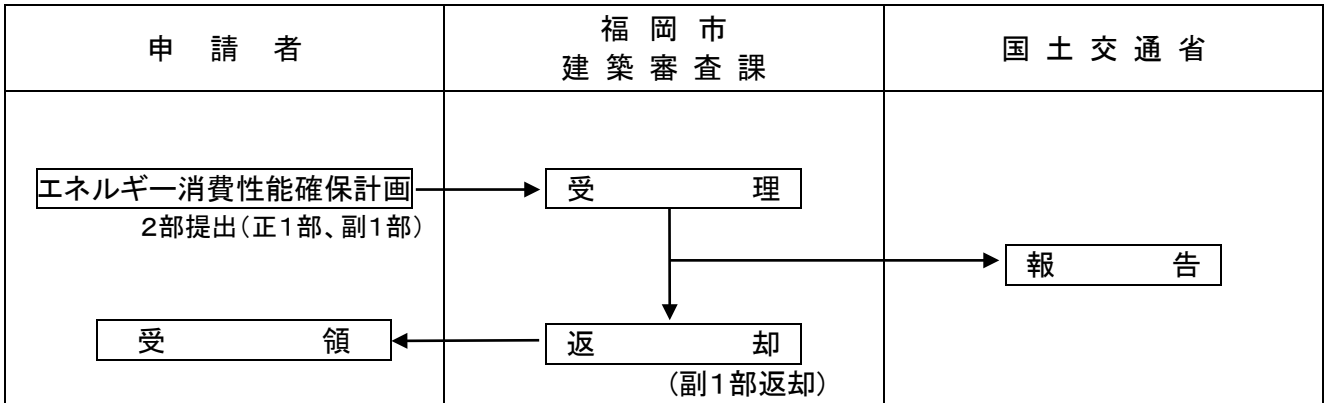 申請者
福岡市
建築審査課
国土交通省
エネルギー消費性能確保計画
2部提出(正1部、副1部)
受理
報告
受領
返却
(副1部返却)